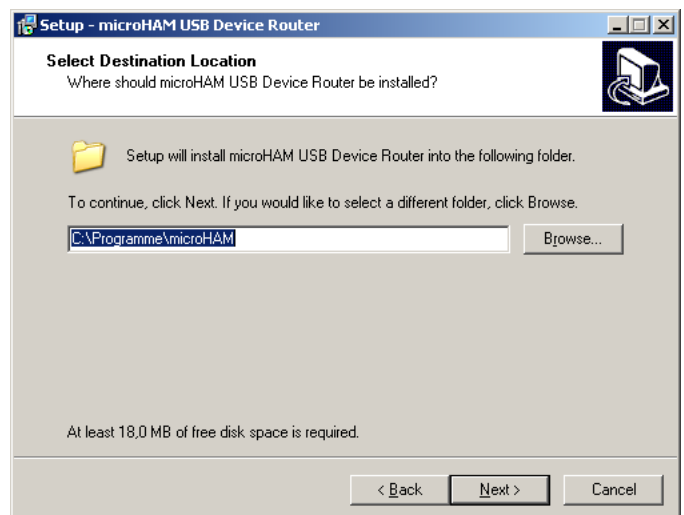 Setup - microHAM USB Device Router
Select Destination Location
Where should microHAM USB Device Router be installed?
Setup will install microHAM USB Device Router into the following folder.
To continue, click Next. If you would like to select a different folder, click Browse.
C:\Programme\microHAM
Browse...
At least 18,0 MB of free disk space is required.
< Back
Next >
Cancel